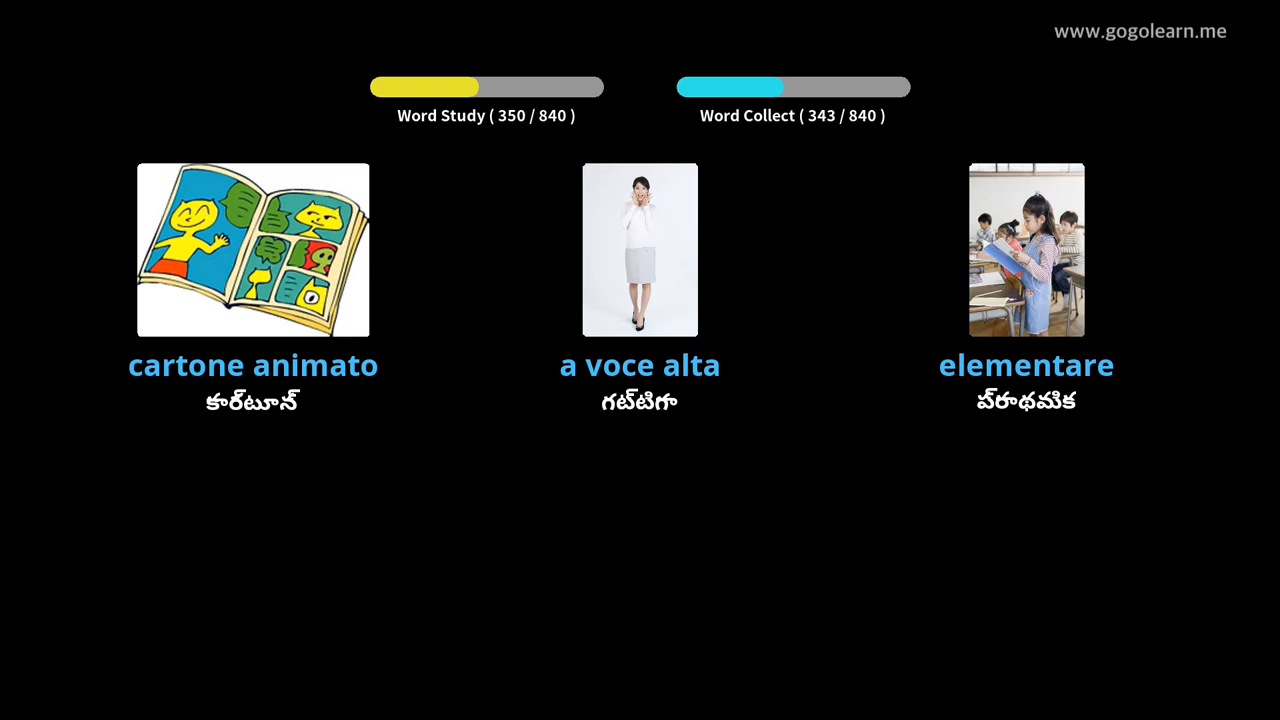 www.gogolearn.me
Word Study ( 350 / 840 )
Word Collect ( 343 / 840 )
cartone animato
a voce alta
elementare
కార్‌టూన్
గట్‌టిగా
ప్‌రాథమిక